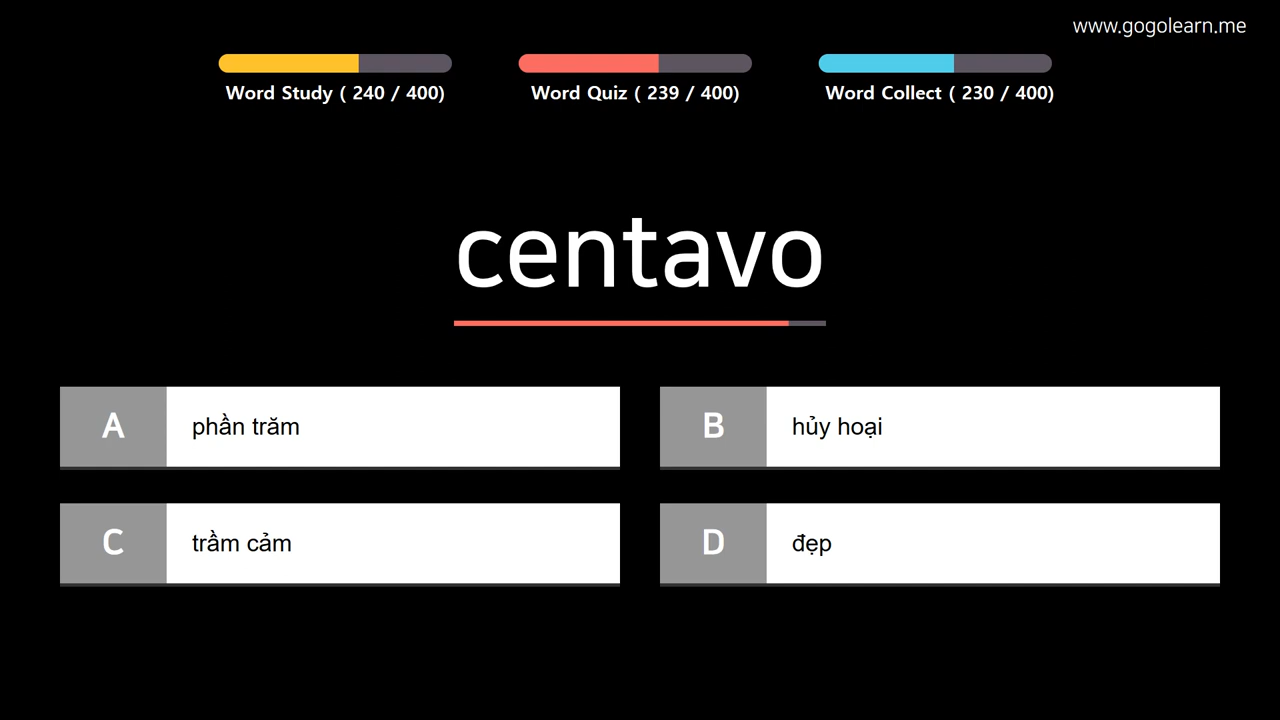 www.gogolearn.me
Word Study ( 240 / 400)
Word Quiz ( 239 / 400)
Word Collect ( 230 / 400)
centavo
A phần trăm
B hủy hoại
C trầm cảm
D đẹp